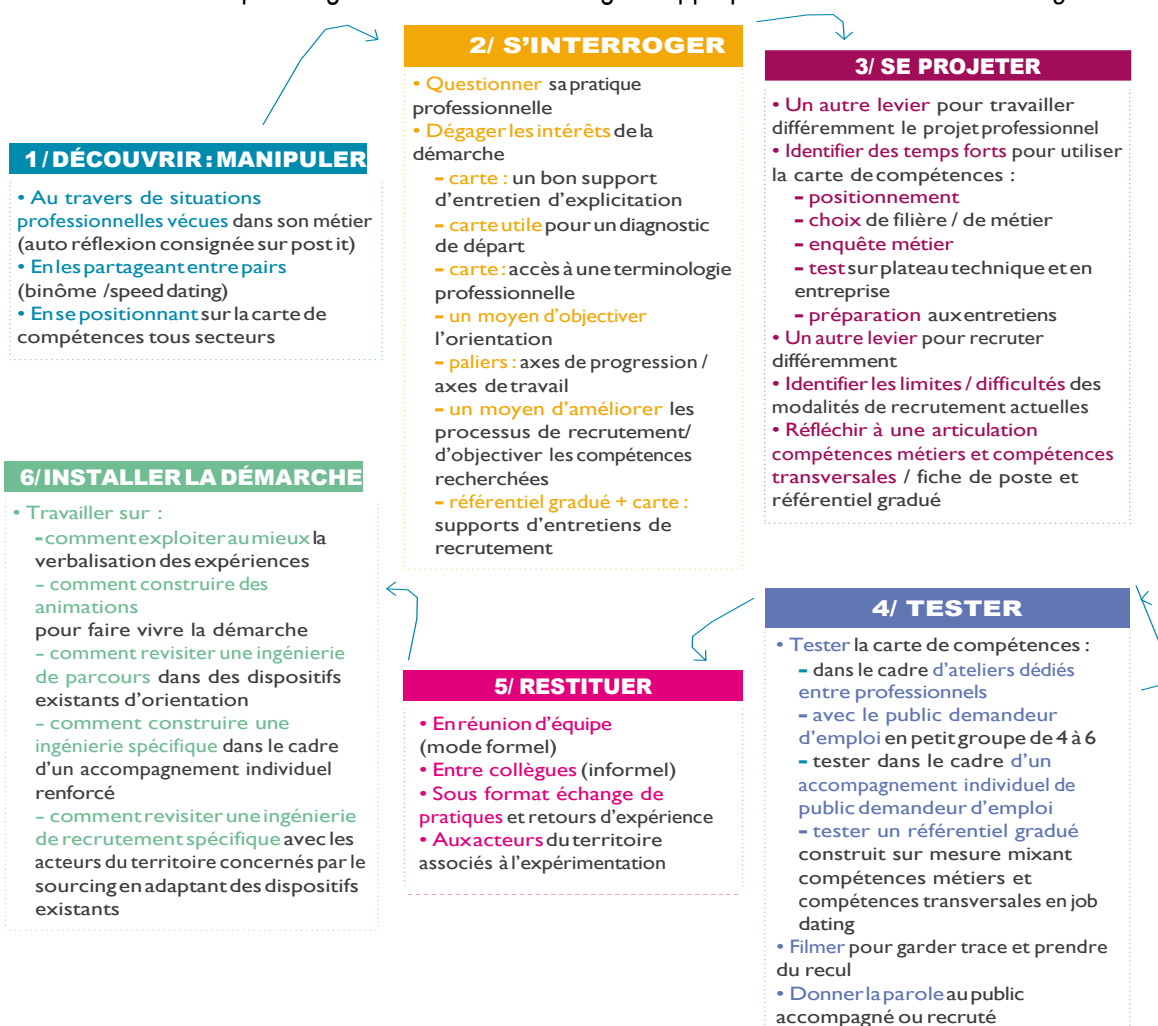 1/ DÉCOUVRIR : MANIPULER
• Au travers de situations
professionnelles vécues dans son métier
(auto réflexion consignée sur post it)
• En les partageant entre pairs
(binôme /speed dating)
• En se positionnant sur la carte de
compétences tous secteurs
2/ S’INTERROGER
• Questionner sa pratique
professionnelle
• Dégager les intérêts de la
démarche
- carte : un bon support
d’entretien d’explicitation
- carte utile pour un diagnostic
de départ
- carte : accès à une terminologie
professionnelle
- un moyen d’objectiver
l’orientation
- paliers : axes de progression /
axes de travail
- un moyen d’améliorer les
processus de recrutement/
d’objectiver les compétences
recherchées
- référentiel gradué + carte :
supports d’entretiens de
recrutement
3/ SE PROJETER
• Un autre levier pour travailler
différemment le projet professionnel
• Identifier des temps forts pour utiliser
la carte de compétences :
- positionnement
- choix de filière / de métier
- enquête métier
- test sur plateau technique et en
entreprise
- préparation aux entretiens
• Un autre levier pour recruter
différemment
• Identifier les limites / difficultés des
modalités de recrutement actuelles
• Réfléchir à une articulation
compétences métiers et compétences
transversales / fiche de poste et
référentiel gradué
4/ TESTER
• Tester la carte de compétences :
- dans le cadre d’ateliers dédiés
entre professionnels
- avec le public demandeur
d’emploi en petit groupe de 4 à 6
- tester dans le cadre d’un
accompagnement individuel de
public demandeur d’emploi
- tester un référentiel gradué
construit sur mesure mixant
compétences métiers et
compétences transversales en job
dating
• Filmer pour garder trace et prendre
du recul
• Donner la parole au public
accompagné ou recruté
5/ RESTITUER
• En réunion d’équipe
(mode formel)
• Entre collègues (informel)
• Sous format échange de
pratiques et retours d’expérience
• Aux acteurs du territoire
associés à l’expérimentation
6/ INSTALLER LA DÉMARCHE
• Travailler sur :
- comment exploiter au mieux la
verbalisation des expériences
- comment construire des
animations
pour faire vivre la démarche
- comment revisiter une ingénierie
de parcours dans des dispositifs
existants d’orientation
- comment construire une
ingénierie spécifique dans le cadre
d’un accompagnement individuel
renforcé
- comment revisiter une ingénierie
de recrutement spécifique avec les
acteurs du territoire concernés par le
sourcing en adaptant des dispositifs
existants